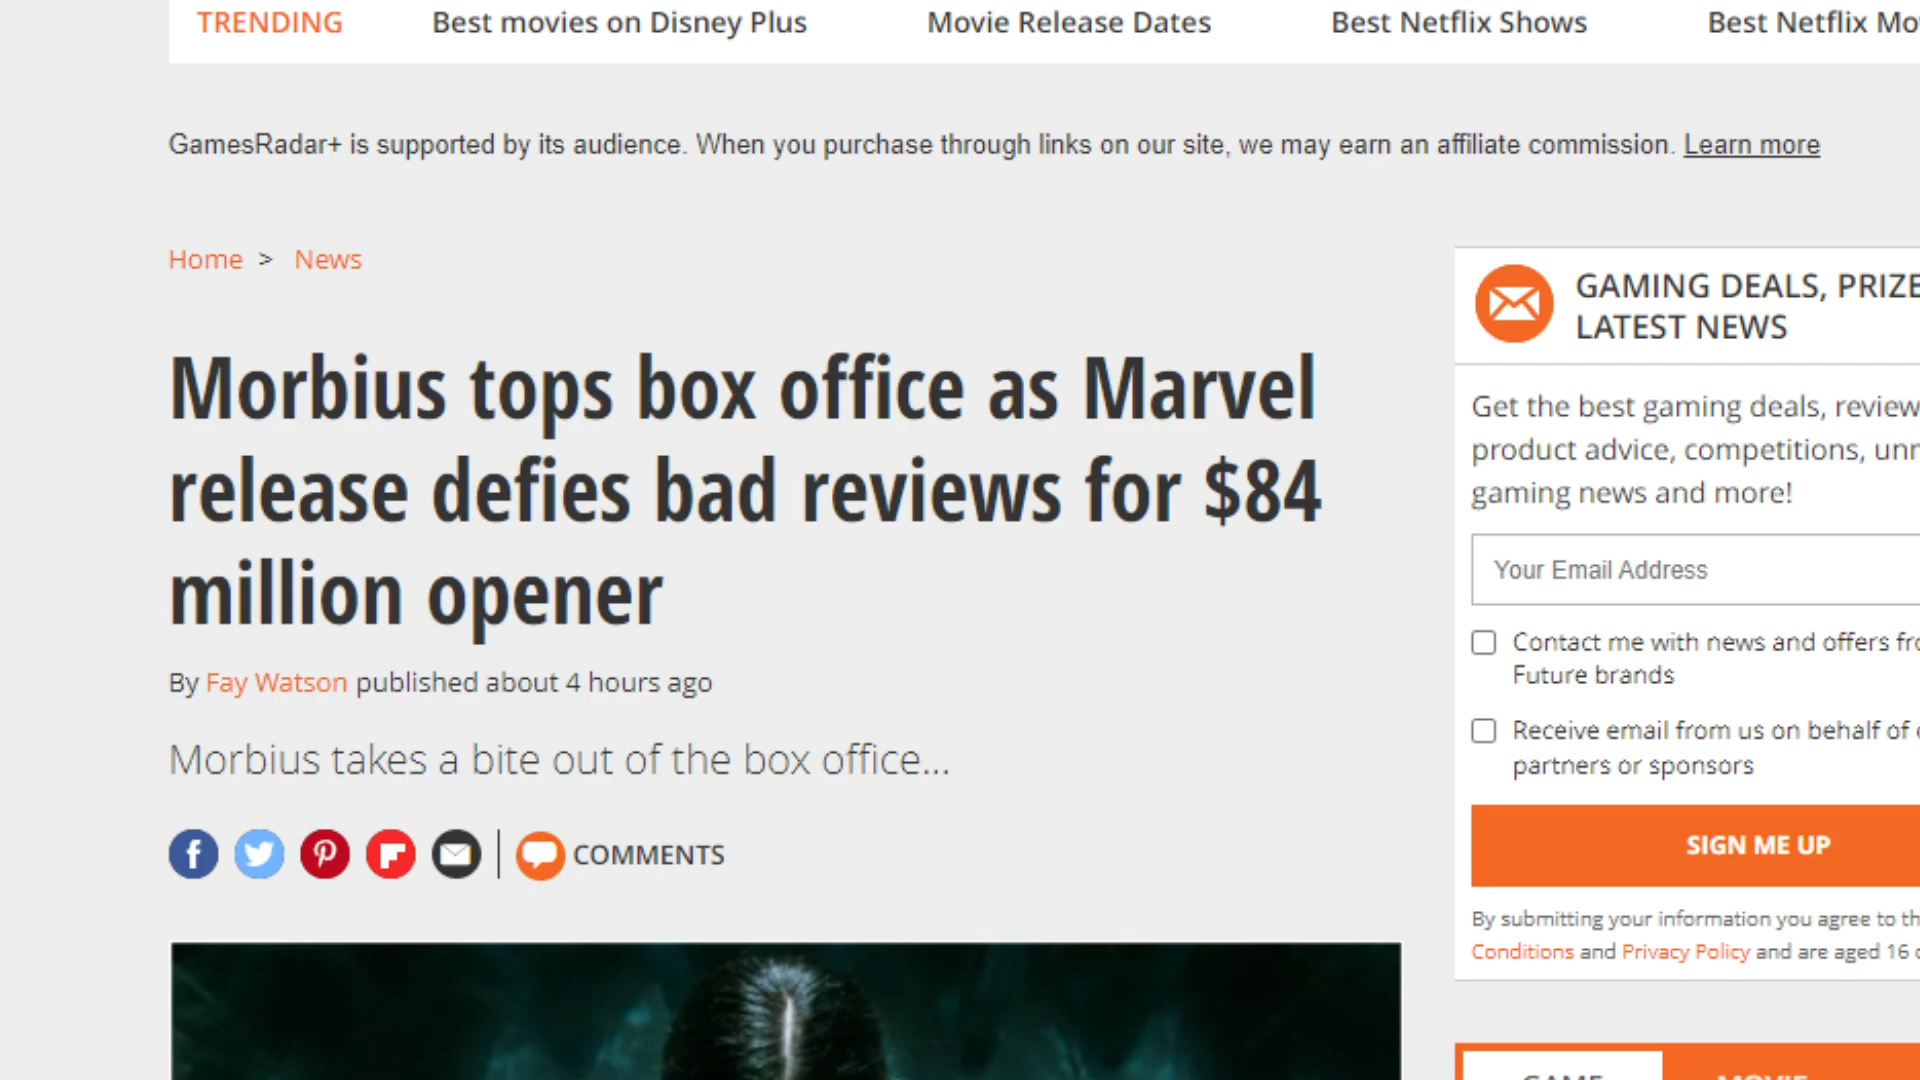 TRENDING Best movies on Disney Plus Movie Release Dates Best Netflix Shows Best Netflix
GamesRadar+ is supported by its audience. When you purchase through links on our site, we may earn an affiliate commission. Learn more
Home > News
Morbius tops box office as Marvel
release defies bad reviews for $84
million opener
By Fay Watson published about 4 hours ago
Morbius takes a bite out of the box office...
COMMENTS
GAMING DEALS, PRIZE
LATEST NEWS
Get the best gaming deals, review
product advice, competitions,
gaming news and more!
Your Email Address
Contact me with news and offers
Future brands
Receive email from us on behalf of
partners or sponsors
SIGN ME UP
By submitting your information you agree to
Conditions and Privacy Policy and are aged 16
GAME MOVIE